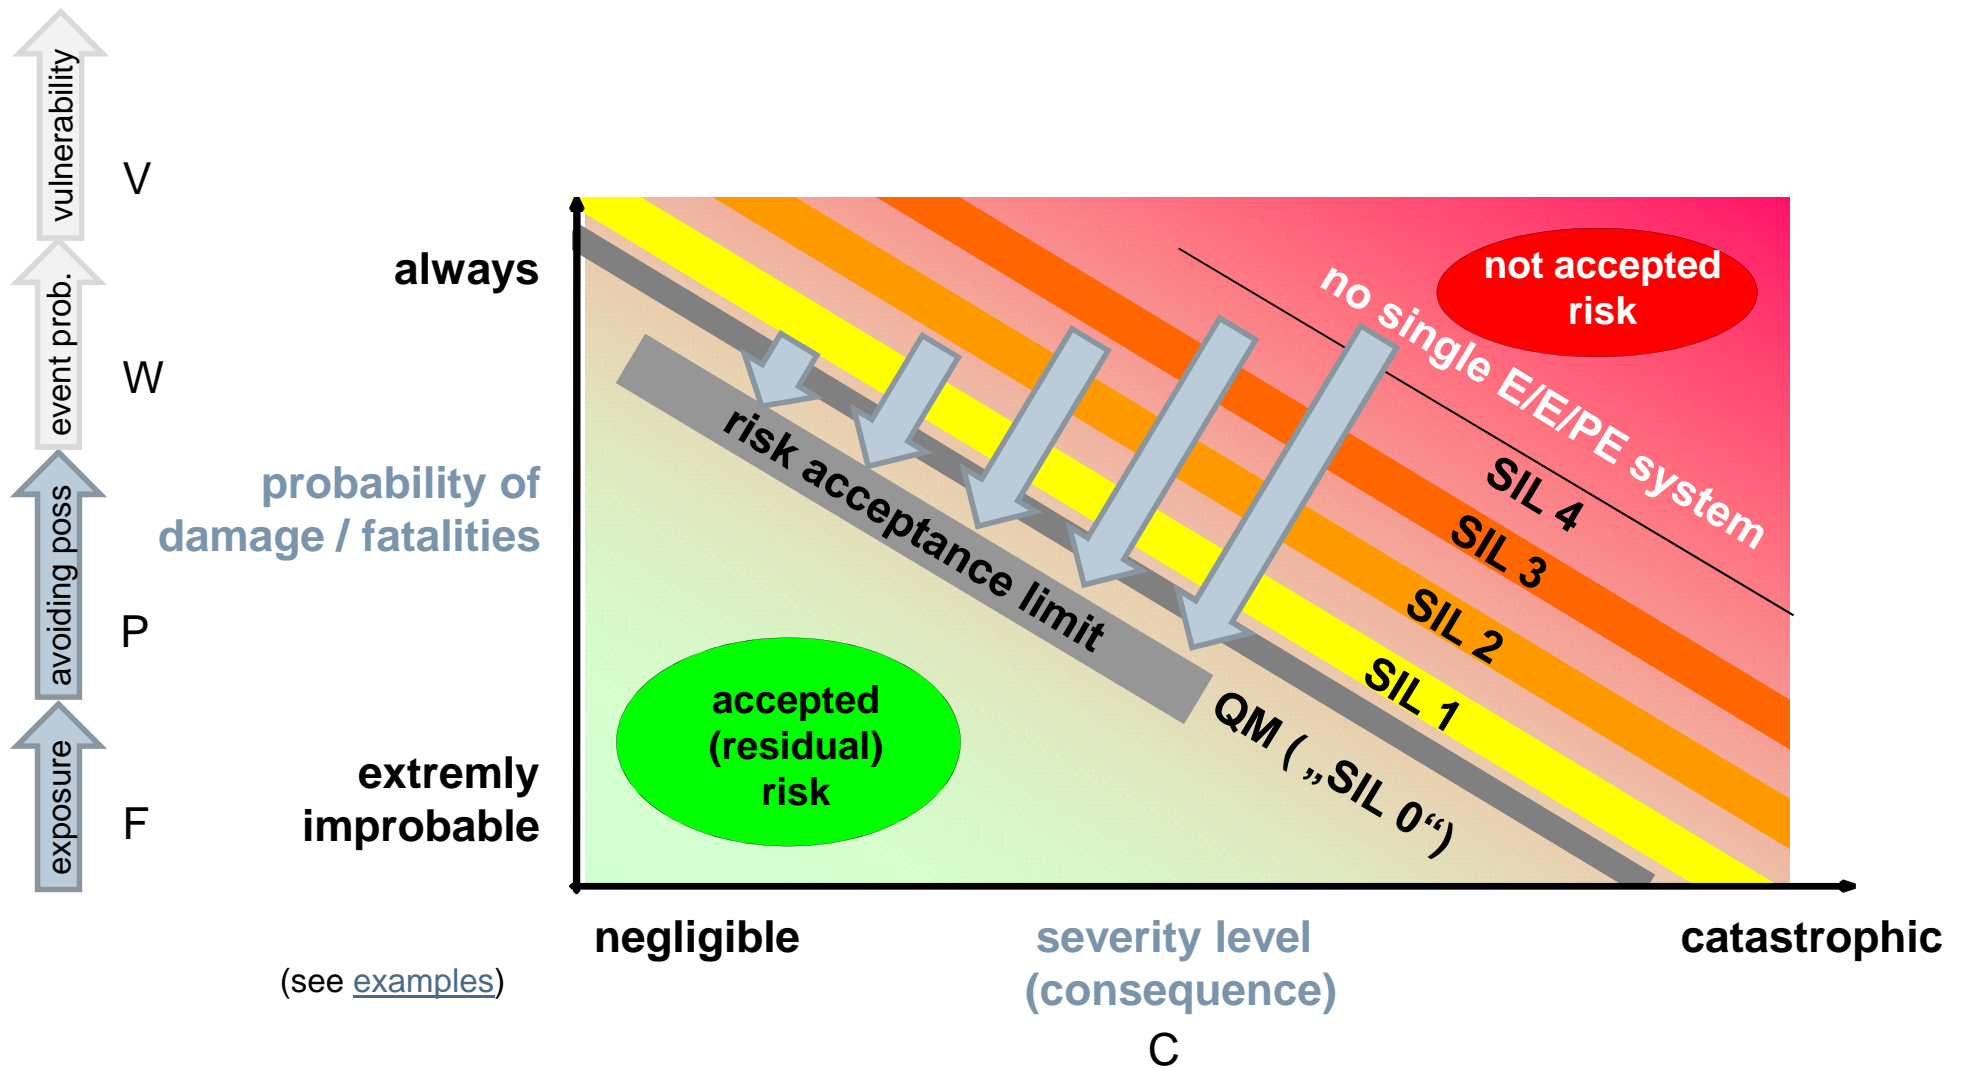 vulnerability
V
event prob.
W
avoiding poss
P
exposure
F
always
probability of
damage / fatalities
extremly
improbable
not accepted
risk
no single E/E/PE system
SIL 4
SIL 3
SIL 2
SIL 1
QM ( „SIL 0“)
risk acceptance limit
accepted
(residual)
risk
negligible
severity level
(consequence)
catastrophic
(see examples)
C